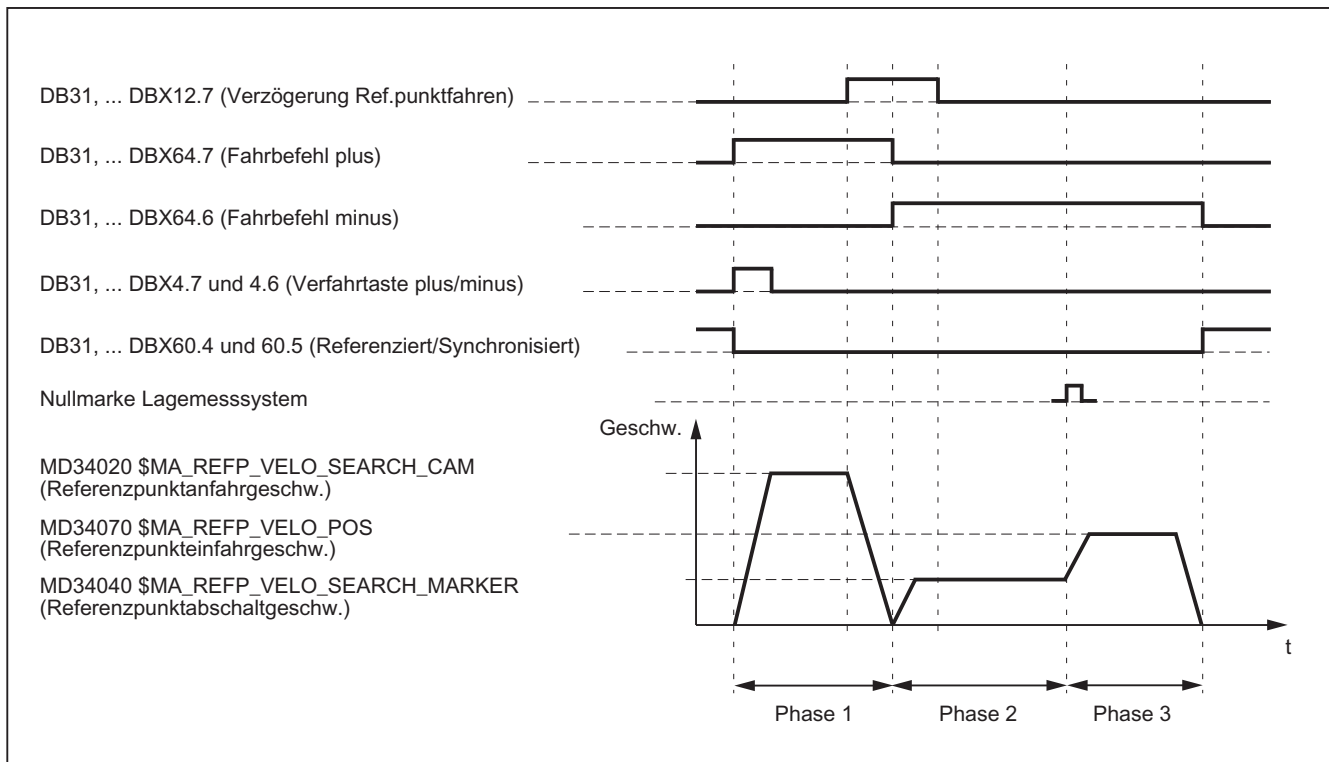 DB31, ... DBX12.7 (Verzögerung Ref.punktfahren)
DB31, ... DBX64.7 (Fahrbefehl plus)
DB31, ... DBX64.6 (Fahrbefehl minus)
DB31, ... DBX4.7 und 4.6 (Verfahrtaste plus/minus)
DB31, ... DBX60.4 und 60.5 (Referenziert/Synchronisiert)
Nullmarke Lagemesssystem
Geschw.
MD34020 $MA_REFP_VELO_SEARCH_CAM
(Referenzpunktanfahrgeschw.)
MD34070 $MA_REFP_VELO_POS
(Referenzpunkteinfahrgeschw.)
MD34040 $MA_REFP_VELO_SEARCH_MARKER
(Referenzpunktabschaltgeschw.)
t
Phase 1
Phase 2
Phase 3